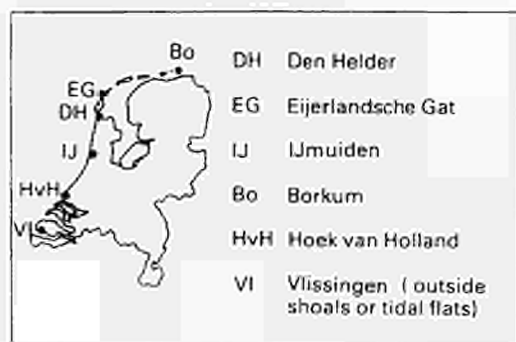 Bo
EG
DH
IJ
HvH
VI
DH Den Helder
EG Eijerlandsche Gat
IJ IJmuiden
Bo Borkum
HvH Hoek van Holland
VI Vlissingen ( outside
shoals or tidal flats)